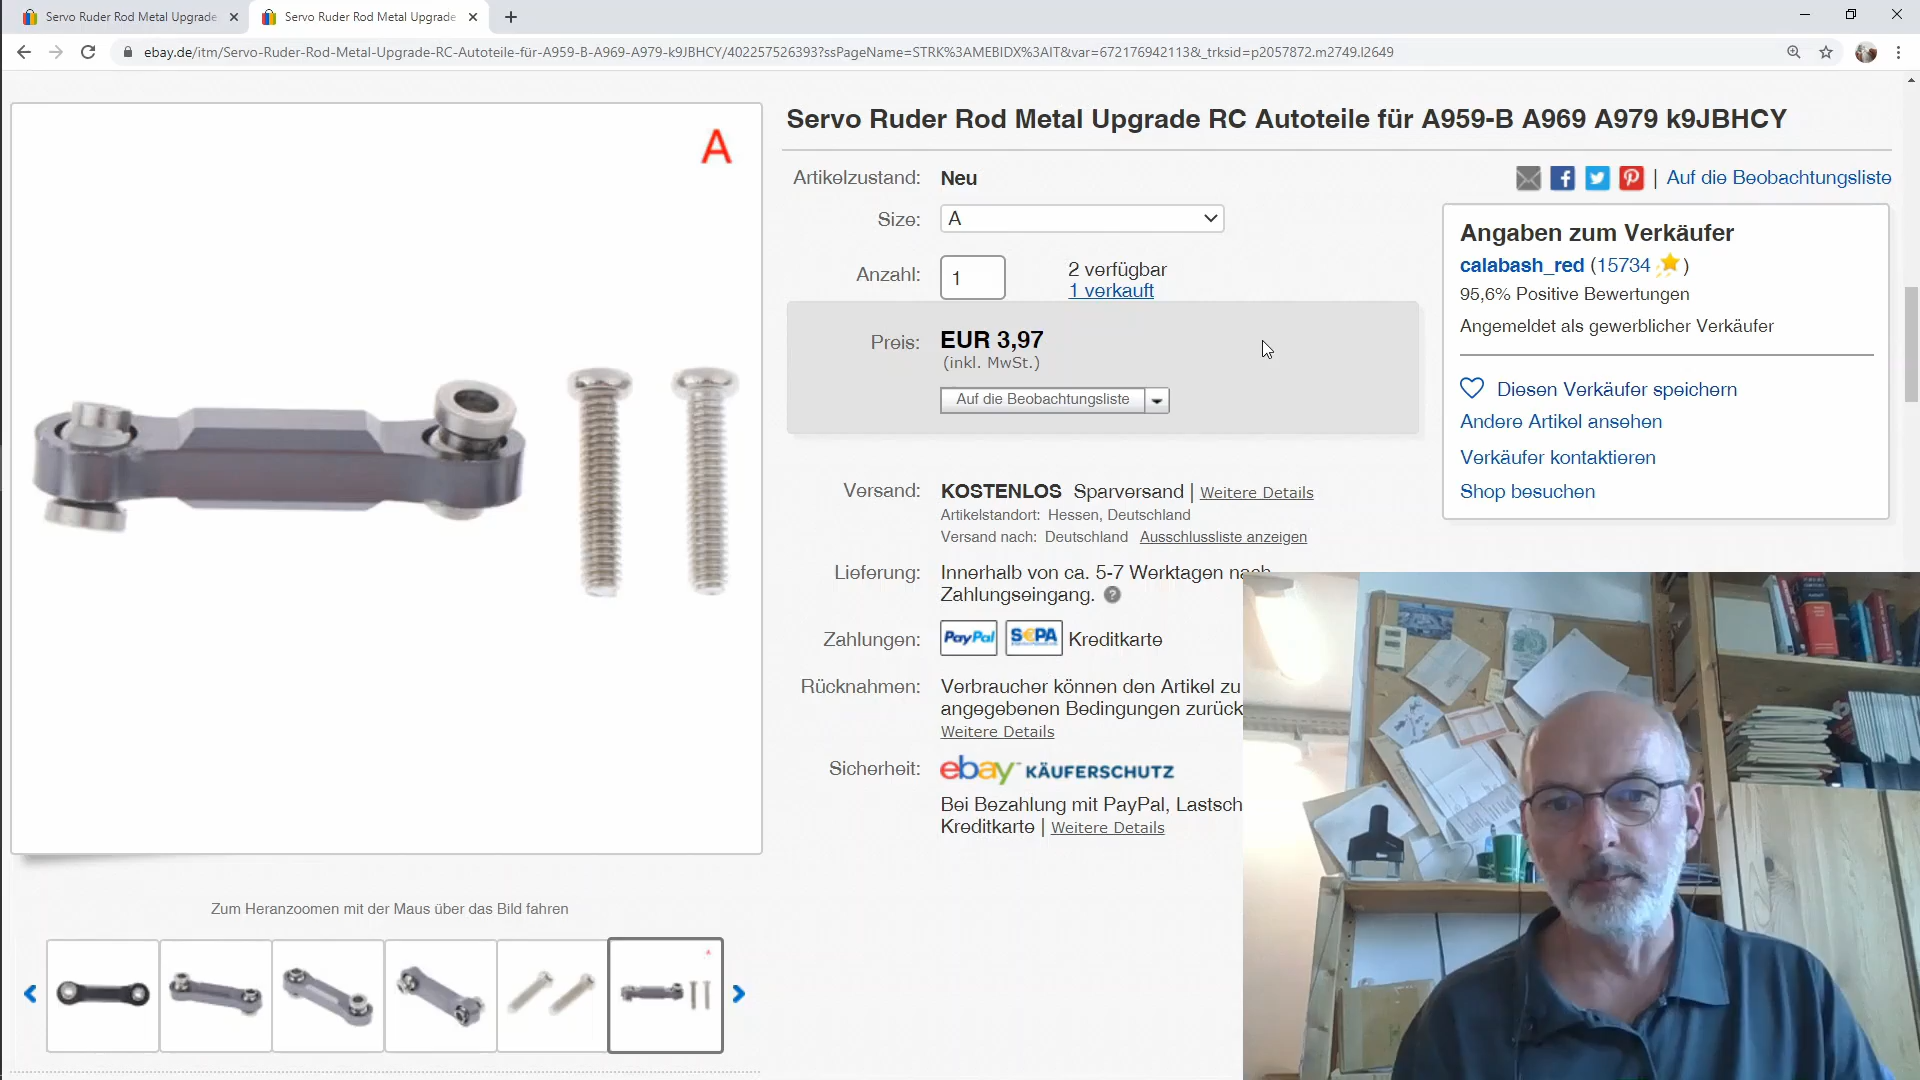 Servo Ruder Rod Metal Upgrade
Servo Ruder Rod Metal Upgrade
ebay.de/itm/Servo-Ruder-Rod-Metal-Upgrade-RC-Autoteile-für-A959-B-A969-A979-k9JBHCY/402257526393?ssPageName=STRK%3AMEBIDX%3AIT&var=672176942113&_trksid=p2057872.m2749.l2649
A
Servo Ruder Rod Metal Upgrade RC Autoteile für A959-B A969 A979 k9JBHCY
Artikelzustand: Neu
| Auf die Beobachtungsliste
Size: A
Anzahl: 1
2 verfügbar
1 verkauft
Preis: EUR 3,97
(inkl. MwSt.)
Auf die Beobachtungsliste
Angaben zum Verkäufer
calabash_red (15734 )
95,6% Positive Bewertungen
Angemeldet als gewerblicher Verkäufer
Diesen Verkäufer speichern
Andere Artikel ansehen
Verkäufer kontaktieren
Shop besuchen
Versand: KOSTENLOS Sparversand | Weitere Details
Artikelstandort: Hessen, Deutschland
Versand nach: Deutschland Ausschlussliste anzeigen
Lieferung: Innerhalb von ca. 5-7 Werktagen nach
Zahlungseingang. ?
Zahlungen: PayPal SEPA Kreditkarte
Rücknahmen: Verbraucher können den Artikel zu
angegebenen Bedingungen zurück
Weitere Details
Sicherheit: ebay™ KÄUFERSCHUTZ
Bei Bezahlung mit PayPal, Lastsch
Kreditkarte | Weitere Details
Zum Heranzoomen mit der Maus über das Bild fahren